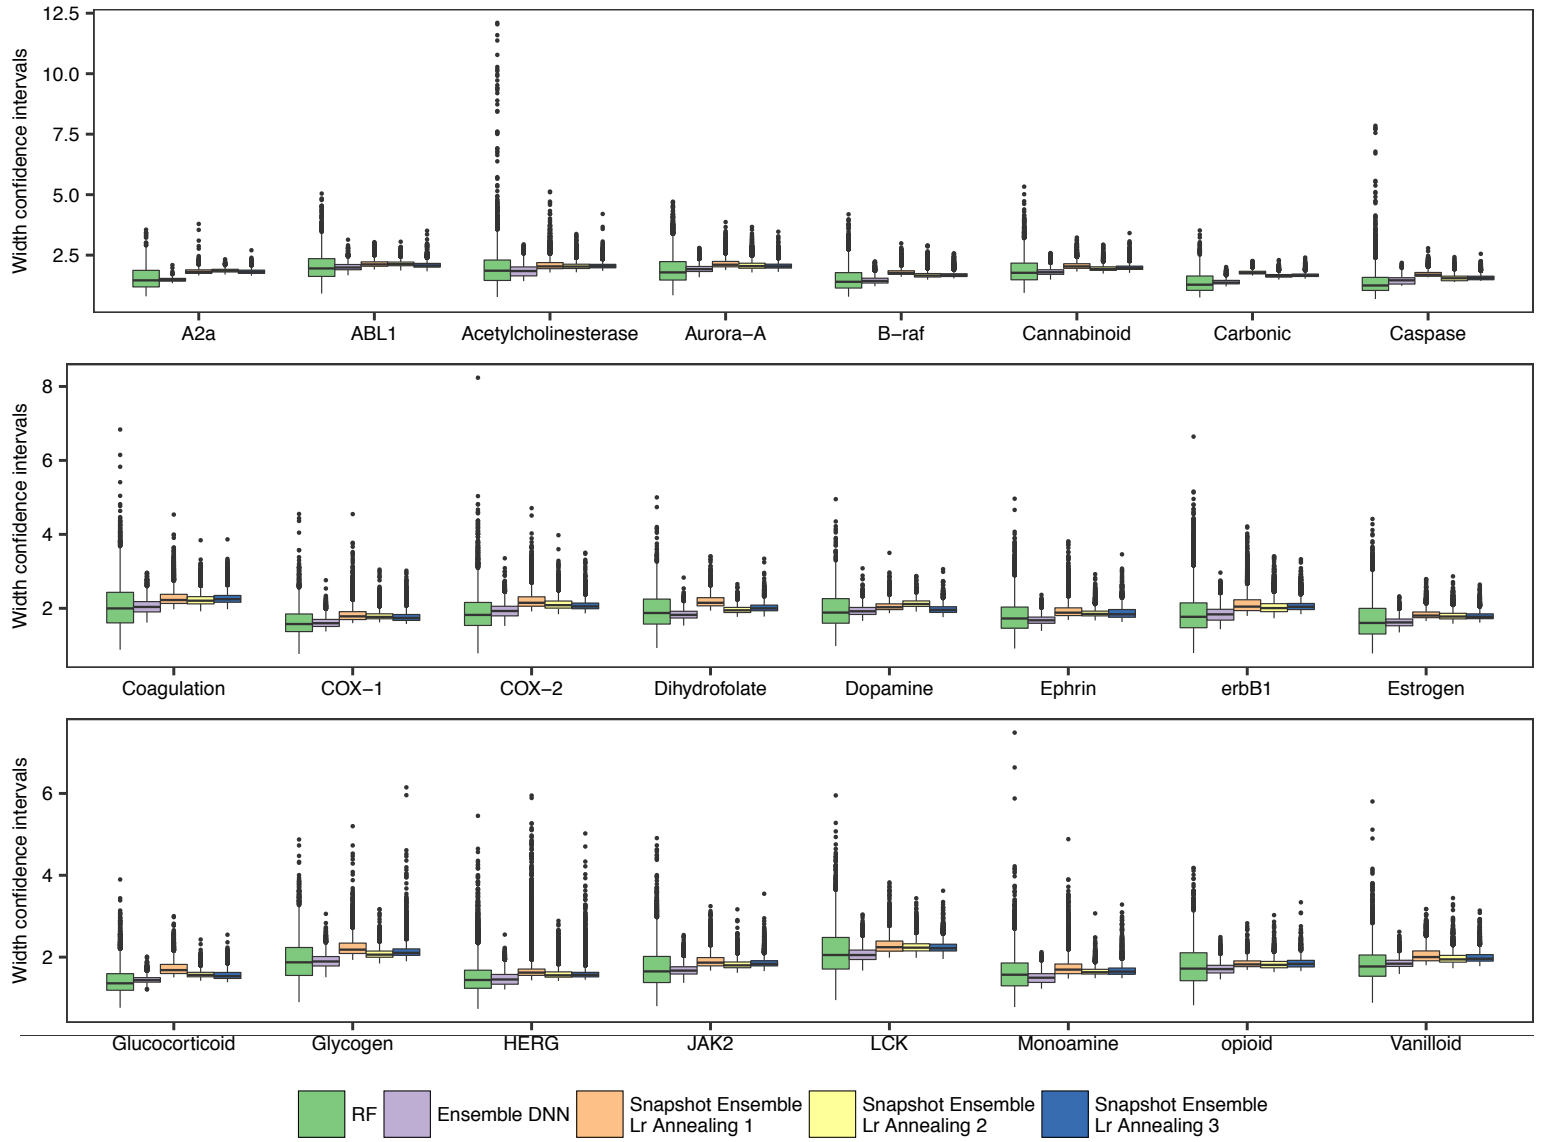 Width confidence intervals
12.5
10.0
7.5
5.0
2.5
A2a
ABL1
Acetylcholinesterase
Aurora−A
B−raf
Cannabinoid
Carbonic
Caspase
Width confidence intervals
8
6
4
2
Coagulation
COX−1
COX−2
Dihydrofolate
Dopamine
Ephrin
erbB1
Estrogen
Width confidence intervals
6
4
2
Glucocorticoid
Glycogen
HERG
JAK2
LCK
Monoamine
opioid
Vanilloid
RF
Ensemble DNN
Snapshot Ensemble
Lr Annealing 1
Snapshot Ensemble
Lr Annealing 2
Snapshot Ensemble
Lr Annealing 3